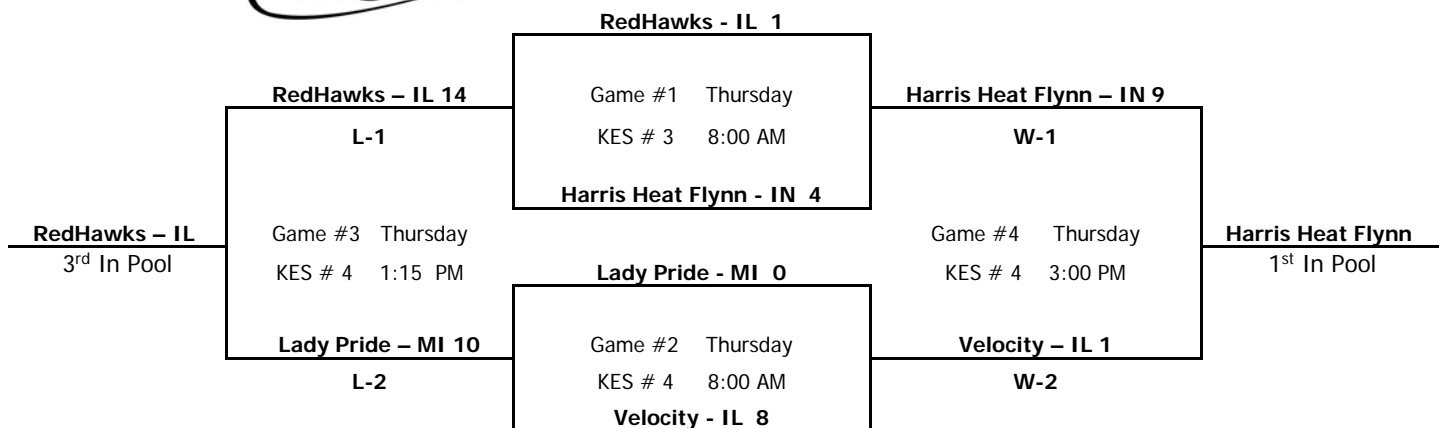 RedHawks - IL 1
RedHawks – IL 14
Game #1 Thursday
Harris Heat Flynn – IN 9
L-1
KES # 3 8:00 AM
W-1
Harris Heat Flynn - IN 4
RedHawks – IL
Game #3 Thursday
Game #4 Thursday
Harris Heat Flynn
3rd In Pool
KES # 4 1:15 PM
Lady Pride - MI 0
KES # 4 3:00 PM
1st In Pool
Lady Pride – MI 10
Game #2 Thursday
Velocity – IL 1
L-2
KES # 4 8:00 AM
W-2
Velocity - IL 8